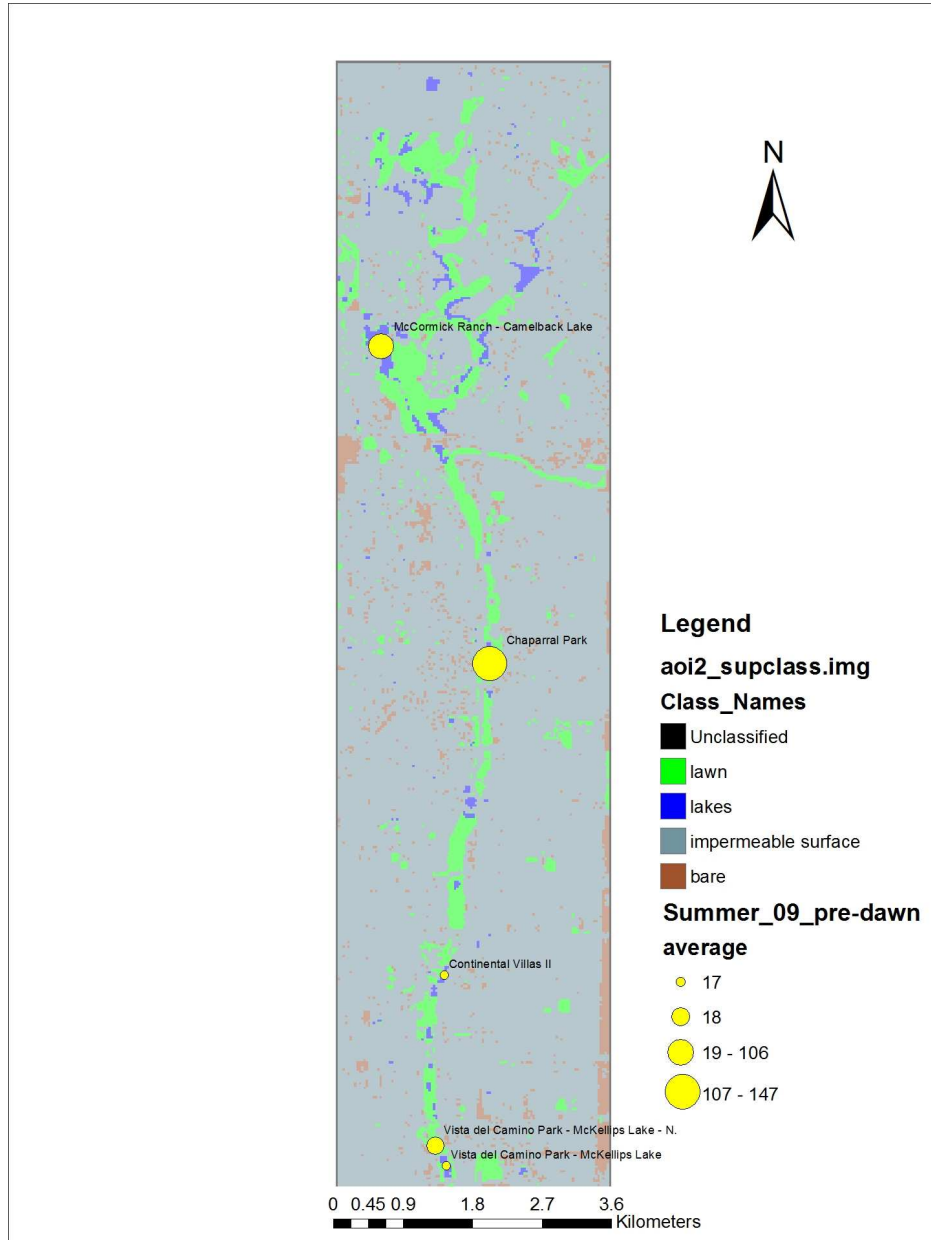 N
McCormick Ranch - Camelback Lake
Chaparral Park
Continental Villas II
Vista del Camino Park - McKellips Lake - N.
Vista del Camino Park - McKellips Lake
Legend
aoi2_supclass.img
Class_Names
Unclassified
lawn
lakes
impermeable surface
bare
Summer_09_pre-dawn
average
17
18
19 - 106
107 - 147
0 0.45 0.9 1.8 2.7 3.6
Kilometers